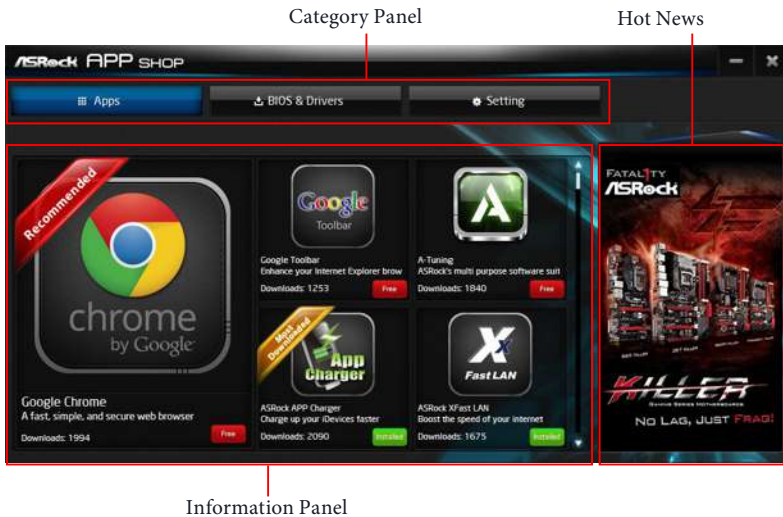 Category Panel
Hot News
ASRock APP SHOP
Apps
BIOS & Drivers
Setting
Recommended
chrome
by Google
Google Chrome
A fast, simple, and secure web browser
Downloads: 1994
Free
Google
Toolbar
Google Toolbar
Enhance your Internet Explorer brow
Downloads: 1253
Free
A-Tuning
ASRock's multi purpose software suit
Downloads: 1840
Free
Most
Downloaded
App
Charger
ASRock APP Charger
Charge up your iDevices faster
Downloads: 2090
Installed
X
Fast LAN
ASRock XFast LAN
Boost the speed of your internet
Downloads: 1675
Installed
FATAL1TY
ASRock
KILLER
GAMING SERIES MOTHERBOARDS
NO LAG, JUST FRAG!
Information Panel